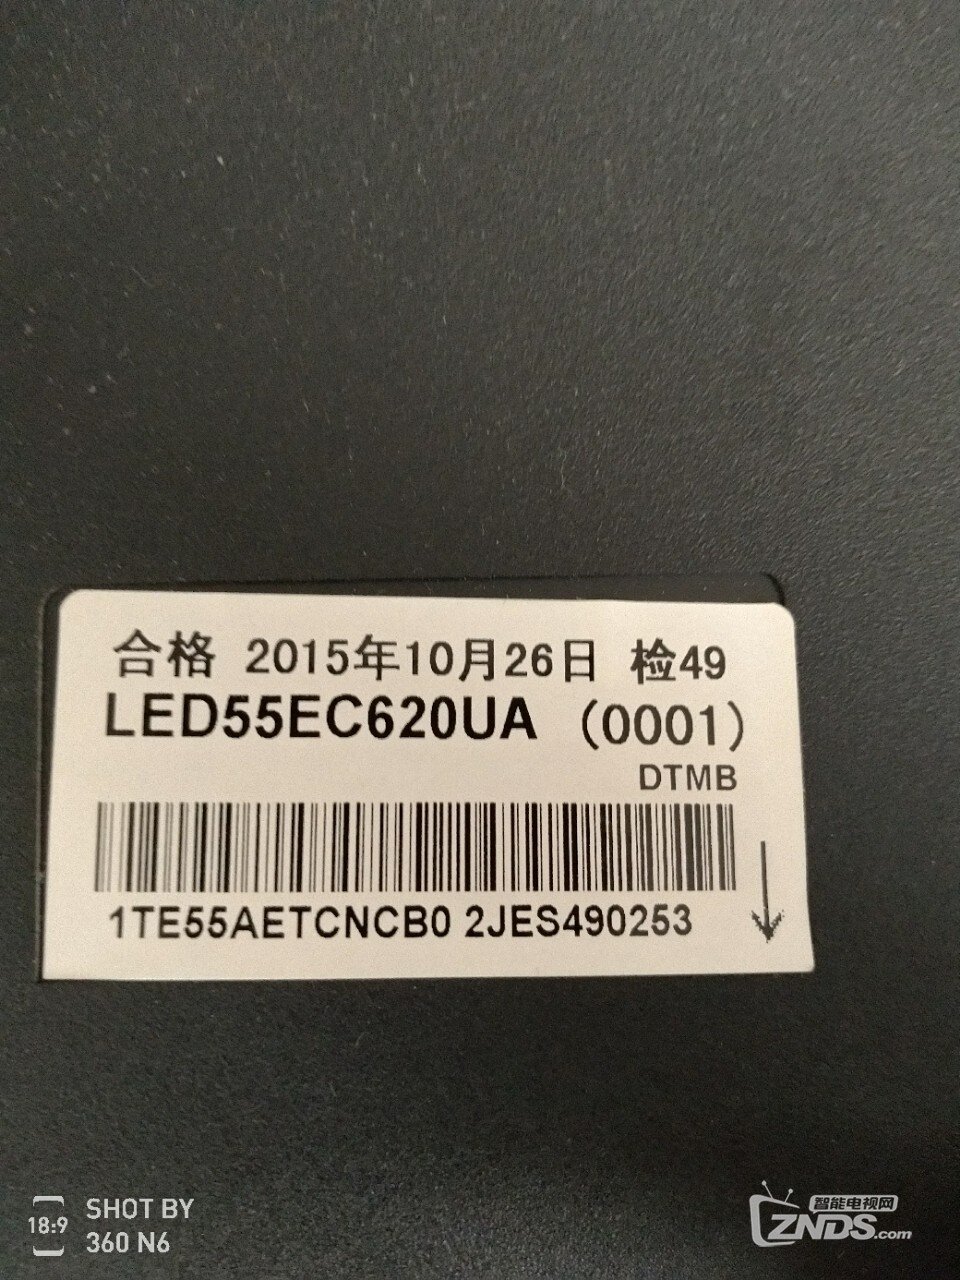 合格 2015年10月26日 检49
LED55EC620UA (0001)
DTMB
1TE55AETCNCB0 2JES490253
18:9
SHOT BY
360 N6
智能电视网
ZNDS.com